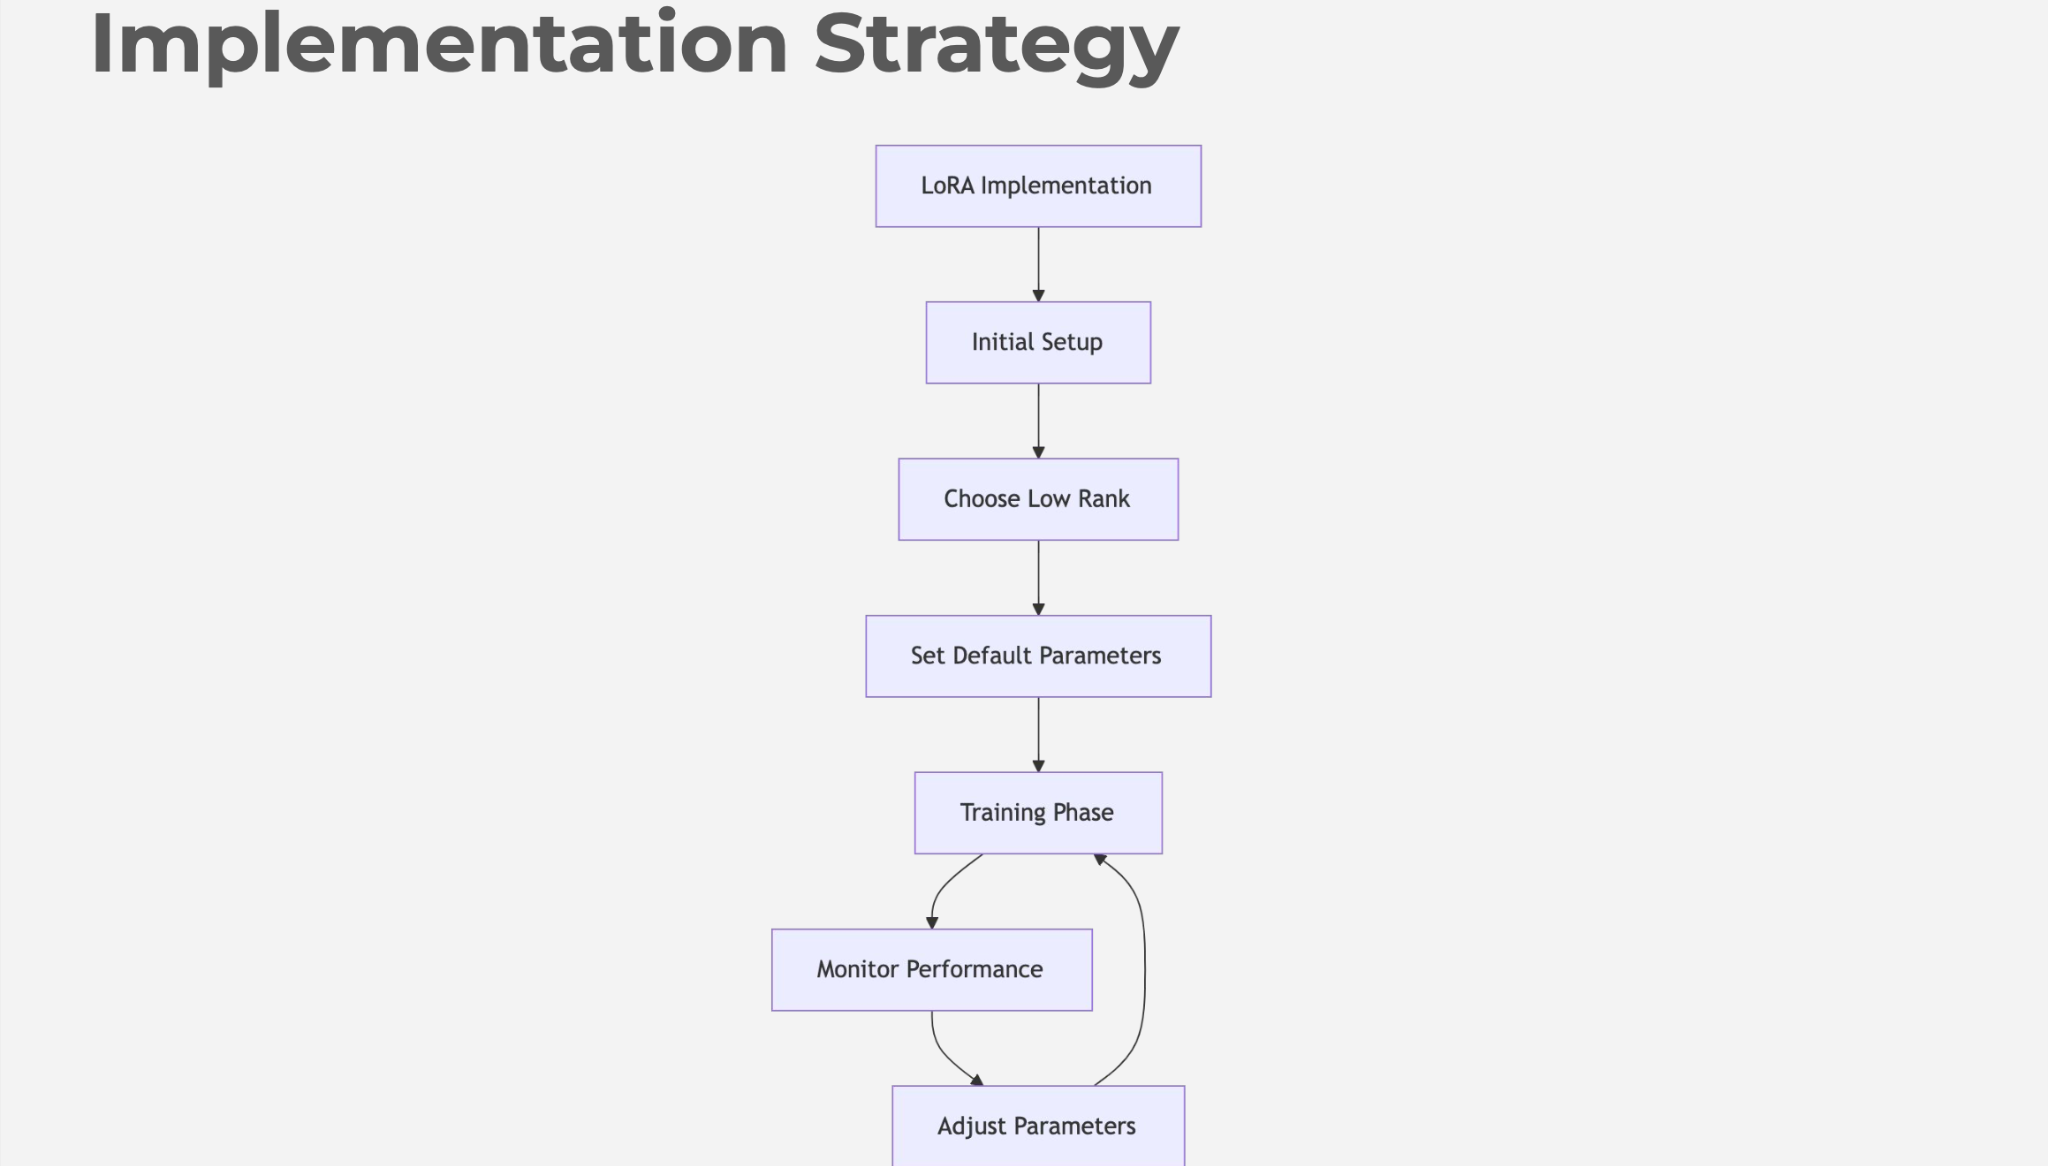 Implementation Strategy
LoRA Implementation
Initial Setup
Choose Low Rank
Set Default Parameters
Training Phase
Monitor Performance
Adjust Parameters